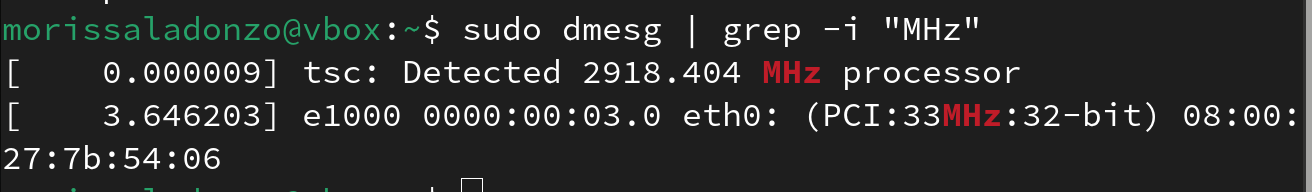 morissaladonzo@vbox:~$ sudo dmesg | grep -i "MHz"
[    0.000009] tsc: Detected 2918.404 MHz processor
[    3.646203] e1000 0000:00:03.0 eth0: (PCI:33MHz:32-bit) 08:00:
27:7b:54:06